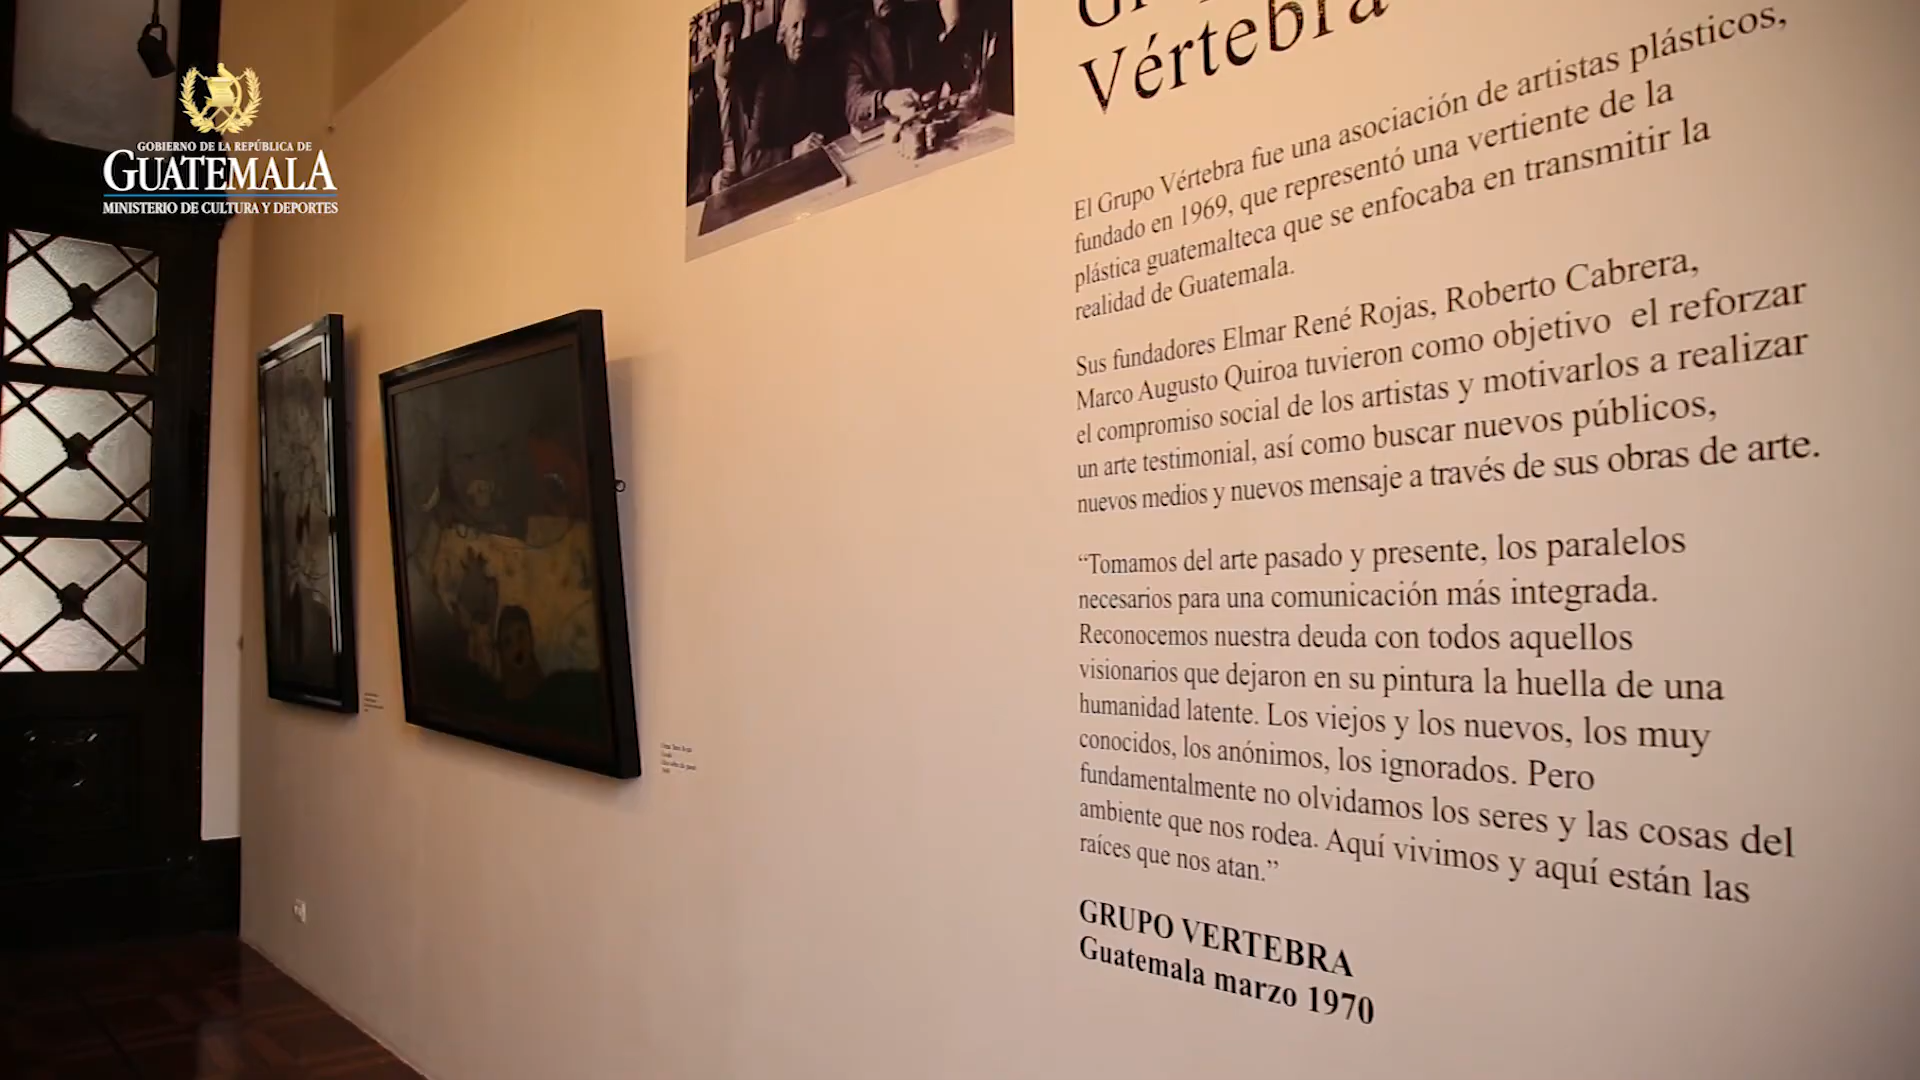 GOBIERNO DE LA REPÚBLICA DE
GUATEMALA
MINISTERIO DE CULTURA Y DEPORTES
Vértebra
El Grupo Vértebra fue una asociación de artistas plásticos,
fundado en 1969, que representó una vertiente de la
plástica guatemalteca que se enfocaba en transmitir la
realidad de Guatemala.
Sus fundadores Elmar René Rojas, Roberto Cabrera,
Marco Augusto Quiroa tuvieron como objetivo el reforzar
el compromiso social de los artistas y motivarlos a realizar
un arte testimonial, así como buscar nuevos públicos,
nuevos medios y nuevos mensaje a través de sus obras de arte.
“Tomamos del arte pasado y presente, los paralelos
necesarios para una comunicación más integrada.
Reconocemos nuestra deuda con todos aquellos
visionarios que dejaron en su pintura la huella de una
humanidad latente. Los viejos y los nuevos, los muy
conocidos, los anónimos, los ignorados. Pero
fundamentalmente no olvidamos los seres y las cosas del
ambiente que nos rodea. Aquí vivimos y aquí están las
raíces que nos atan.”
GRUPO VERTEBRA
Guatemala marzo 1970